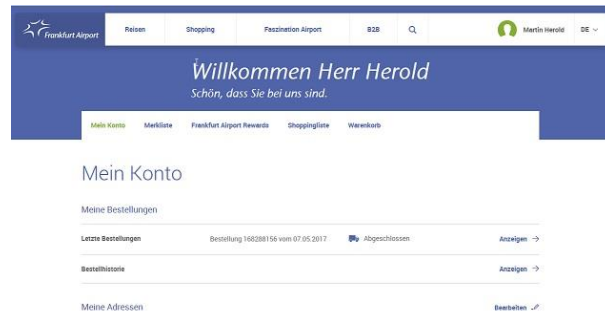 Frankfurt Airport Reisen Shopping Faszination Airport B2B Martin Herold DE
Willkommen Herr Herold
Schön, dass Sie bei uns sind.
Mein Konto Merkliste Frankfurt Airport Rewards Shoppingliste Warenkorb
Mein Konto
Meine Bestellungen
Letzte Bestellungen Bestellung 168288156 vom 07.05.2017 Abgeschlossen Anzeigen →
Bestellhistorie Anzeigen →
Meine Adressen Bearbeiten